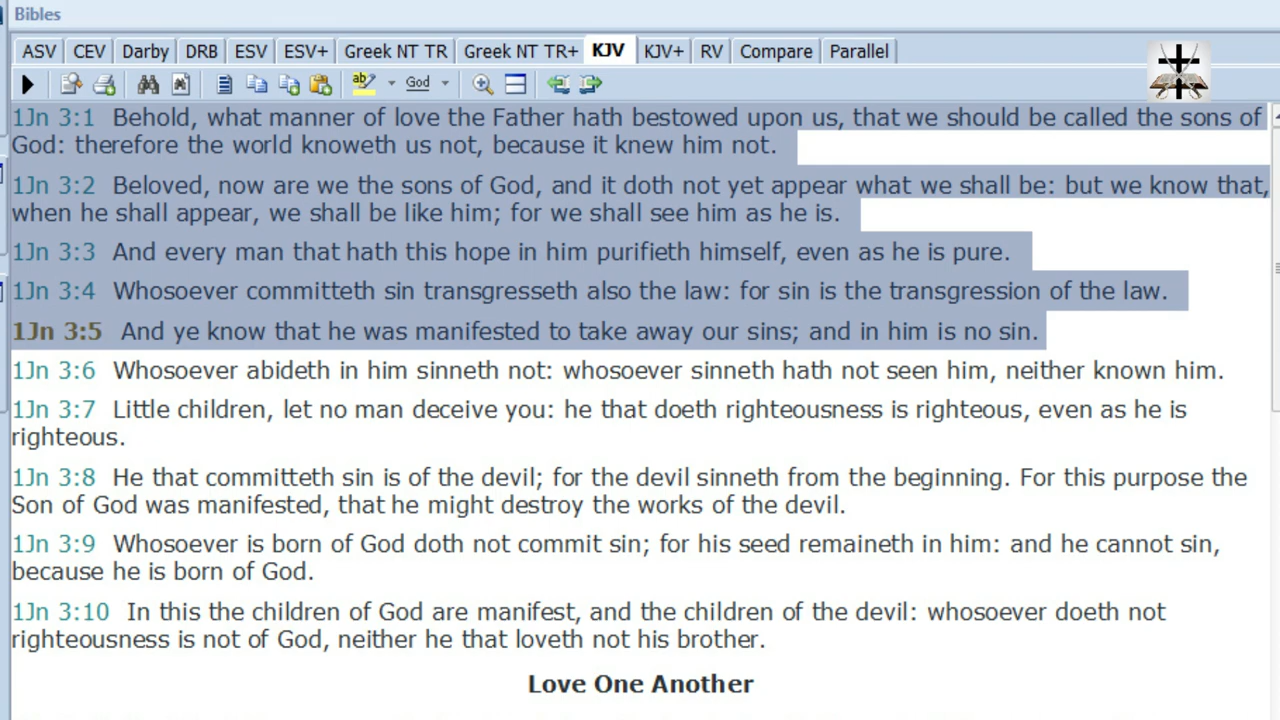 Bibles
ASV CEV Darby DRB ESV ESV+ Greek NT TR Greek NT TR+ KJV KJV+ RV Compare Parallel
ab God
1Jn 3:1 Behold, what manner of love the Father hath bestowed upon us, that we should be called the sons of
God: therefore the world knoweth us not, because it knew him not.
1Jn 3:2 Beloved, now are we the sons of God, and it doth not yet appear what we shall be: but we know that,
when he shall appear, we shall be like him; for we shall see him as he is.
1Jn 3:3 And every man that hath this hope in him purifieth himself, even as he is pure.
1Jn 3:4 Whosoever committeth sin transgresseth also the law: for sin is the transgression of the law.
1Jn 3:5 And ye know that he was manifested to take away our sins; and in him is no sin.
1Jn 3:6 Whosoever abideth in him sinneth not: whosoever sinneth hath not seen him, neither known him.
1Jn 3:7 Little children, let no man deceive you: he that doeth righteousness is righteous, even as he is
righteous.
1Jn 3:8 He that committeth sin is of the devil; for the devil sinneth from the beginning. For this purpose the
Son of God was manifested, that he might destroy the works of the devil.
1Jn 3:9 Whosoever is born of God doth not commit sin; for his seed remaineth in him: and he cannot sin,
because he is born of God.
1Jn 3:10 In this the children of God are manifest, and the children of the devil: whosoever doeth not
righteousness is not of God, neither he that loveth not his brother.
Love One Another